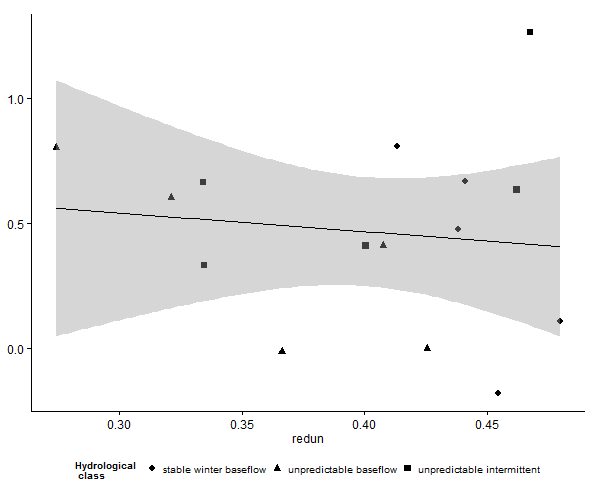 1.0
0.5
0.0
0.30 0.35 0.40 0.45
redun
Hydrological
class
stable winter baseflow unpredictable baseflow unpredictable intermittent